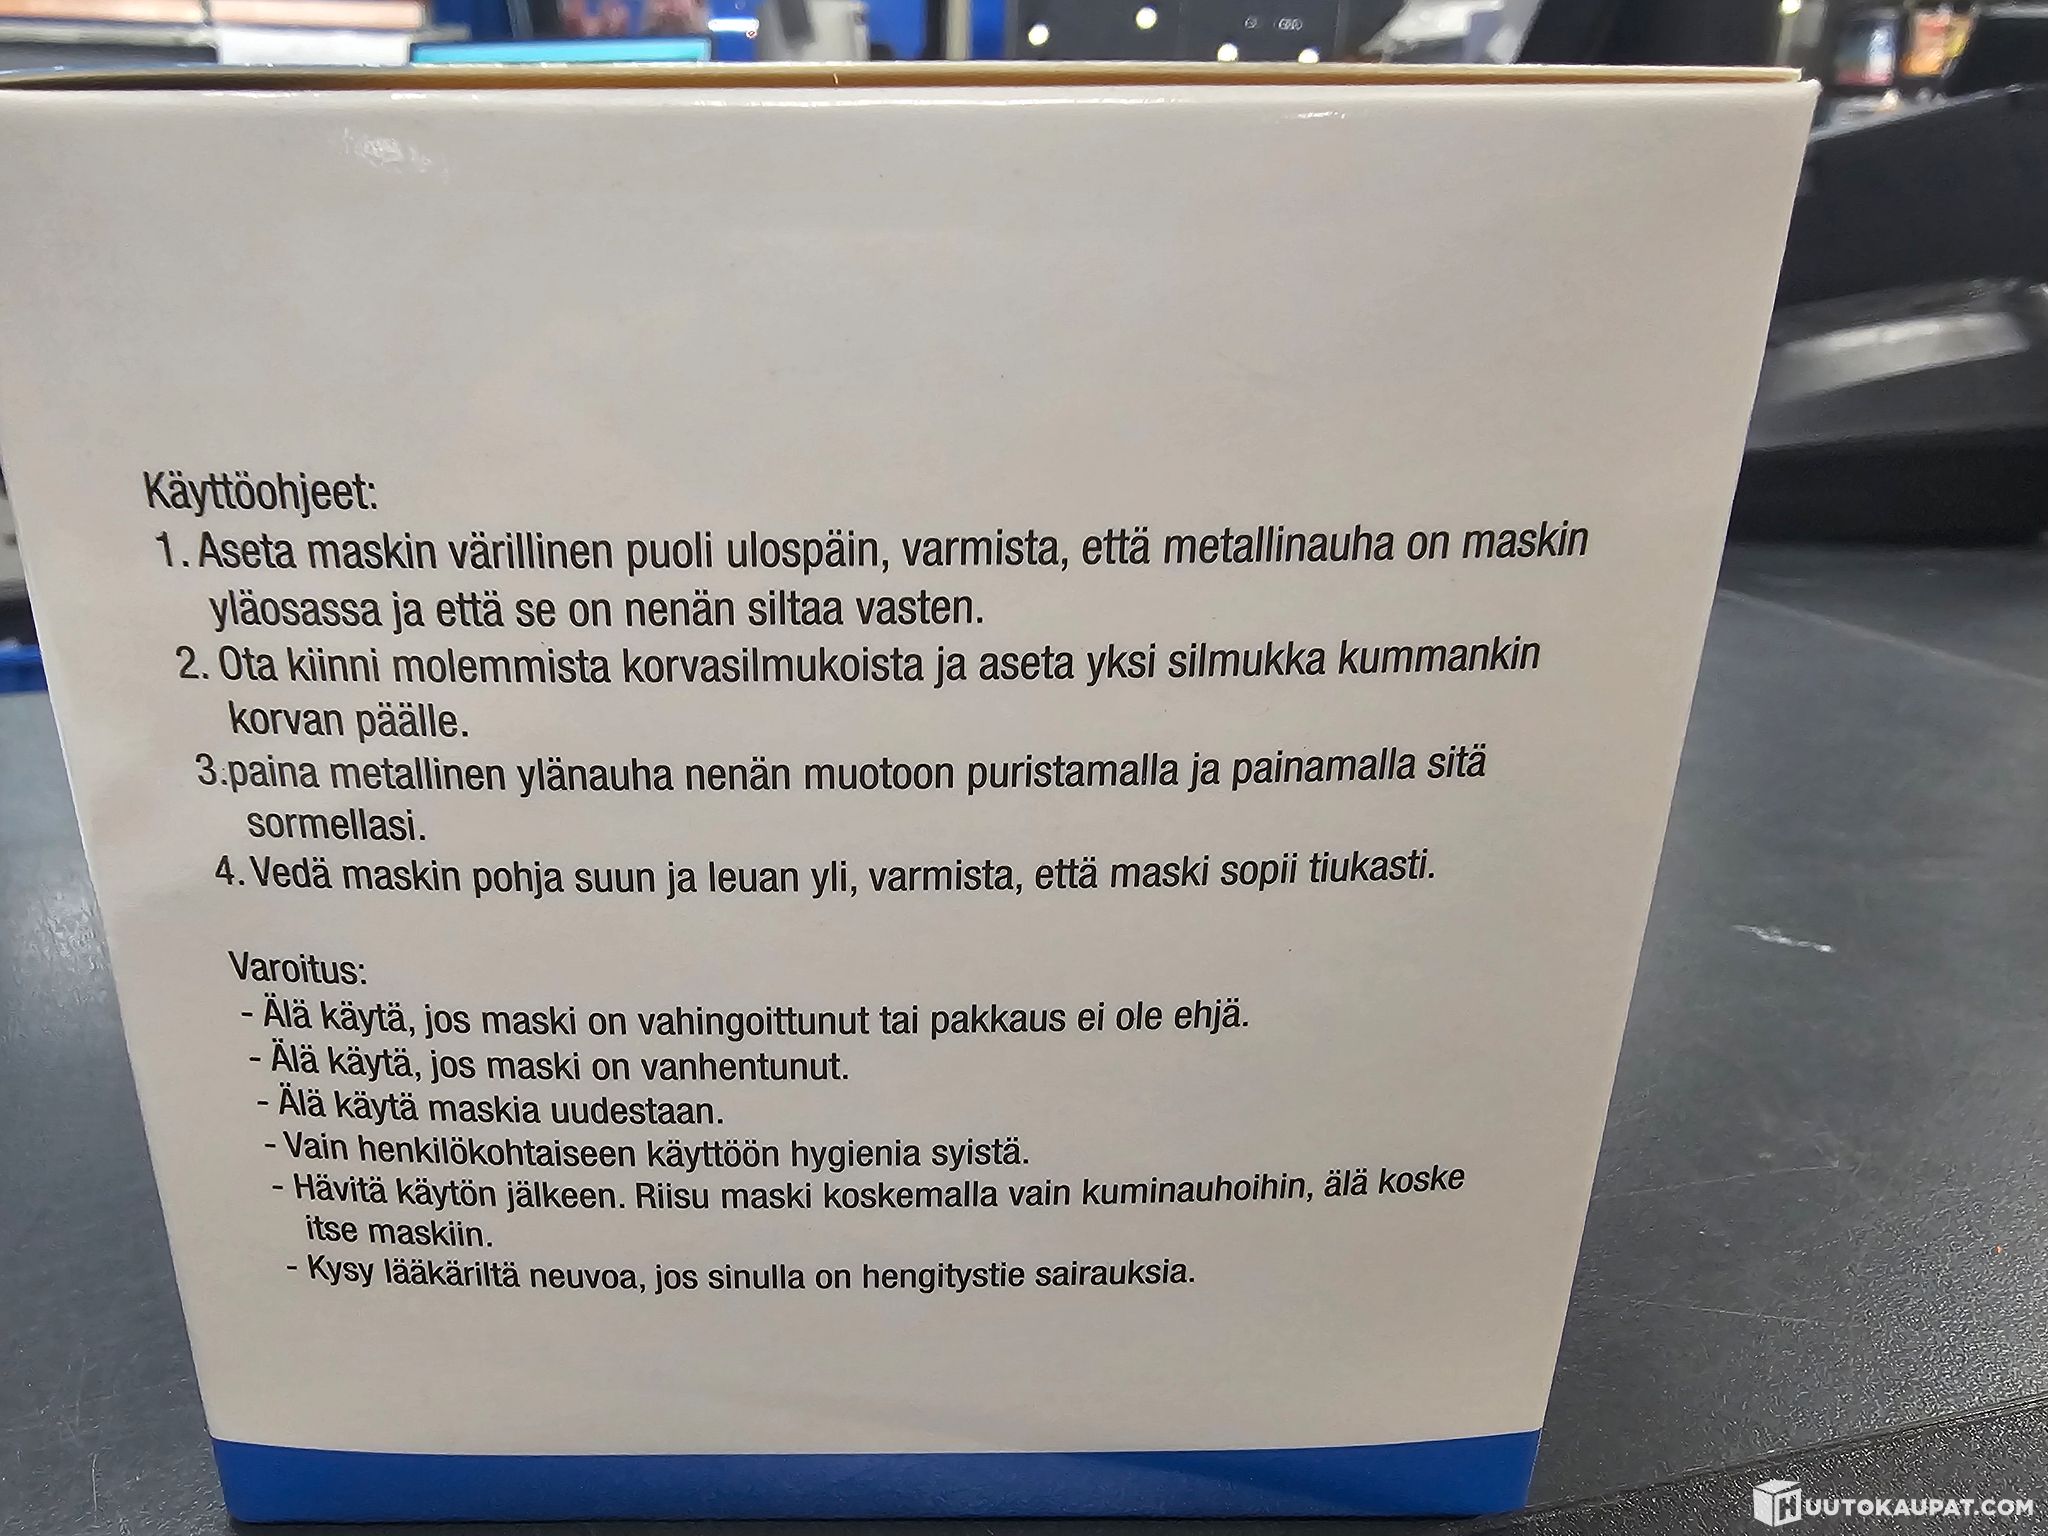 Käyttöohjeet:
1. Aseta maskin värillinen puoli ulospäin, varmista, että metallinauha on maskin
yläosassa ja että se on nenän siltaa vasten.
2. Ota kiinni molemmista korvasilmukoista ja aseta yksi silmukka kummankin
korvan päälle.
3.paina metallinen ylänauha nenän muotoon puristamalla ja painamalla sitä
sormellasi.
4. Vedä maskin pohja suun ja leuan yli, varmista, että maski sopii tiukasti.
Varoitus:
- Älä käytä, jos maski on vahingoittunut tai pakkaus ei ole ehjä.
- Älä käytä, jos maski on vanhentunut.
- Älä käytä maskia uudestaan.
- Vain henkilökohtaiseen käyttöön hygienia syistä.
- Hävitä käytön jälkeen. Riisu maski koskemalla vain kuminauhoihin, älä koske
itse maskiin.
- Kysy lääkäriltä neuvoa, jos sinulla on hengitystie sairauksia.
HUUTOKAUPAT.COM